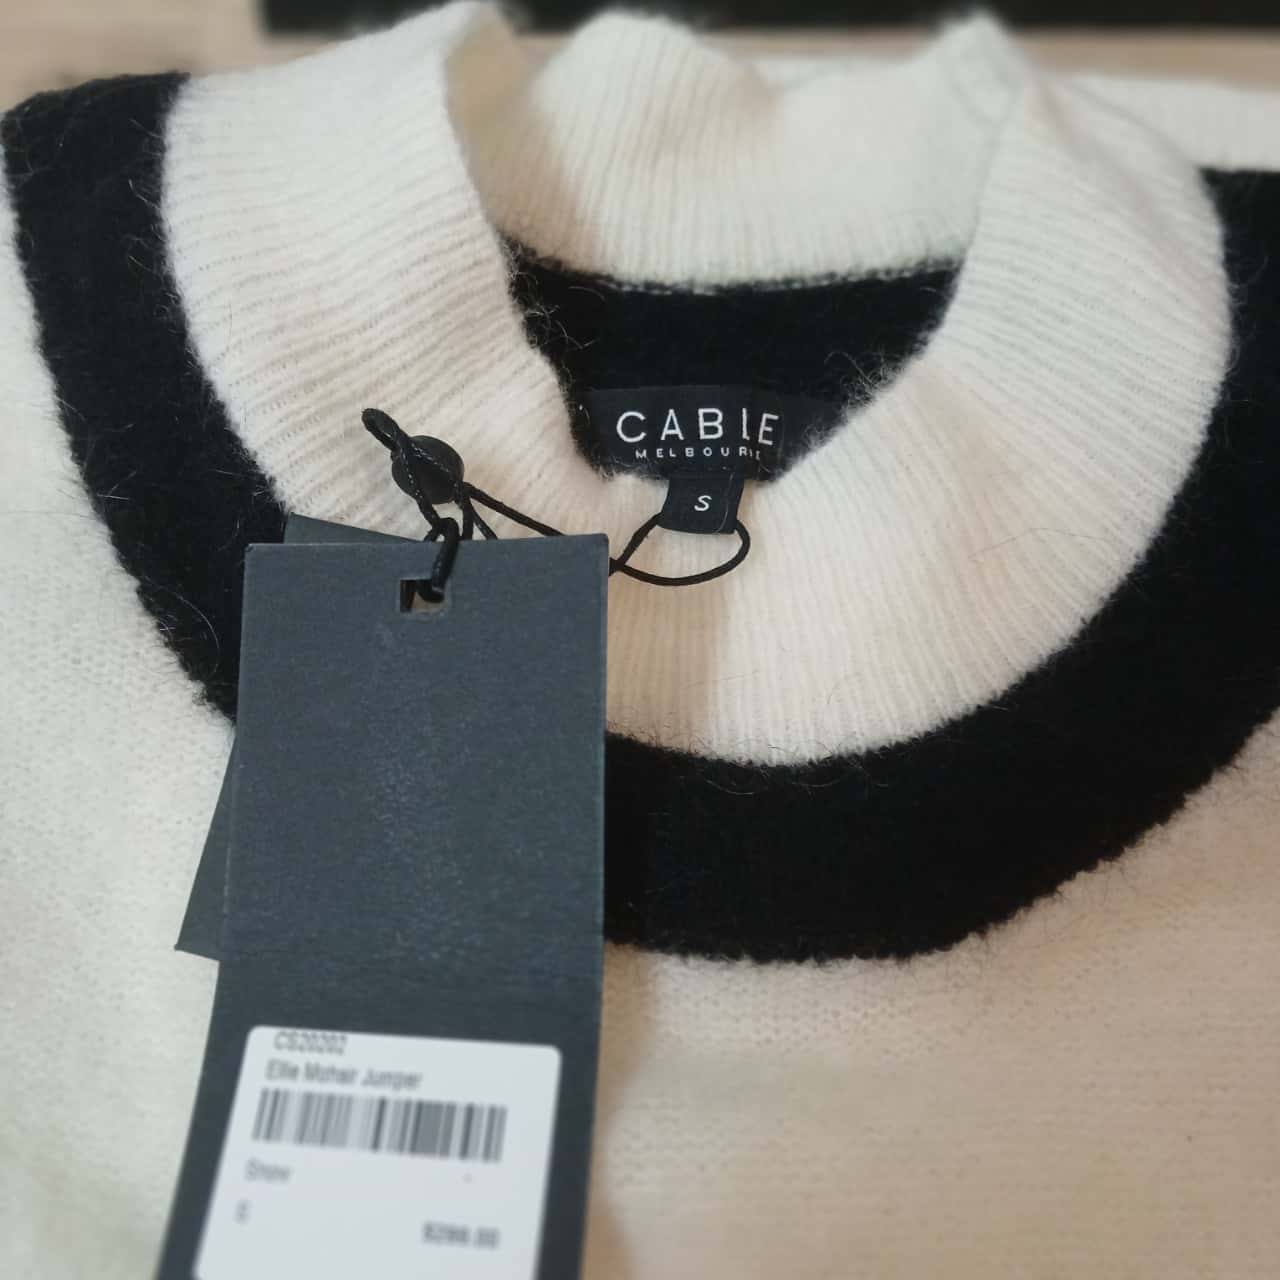 CABLE
MELBOURNE
S
CS20202
Ellie Mohair Jumper
Snow
S